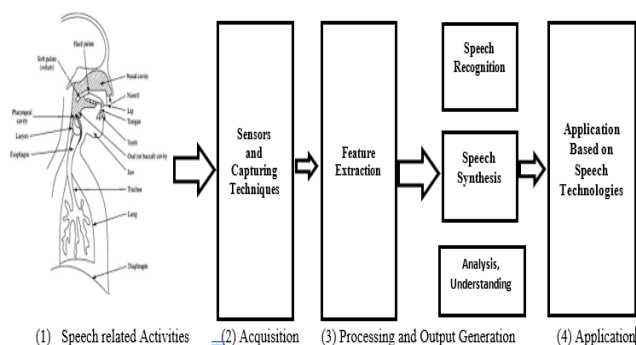 Hard palate
Soft palate
(velum)
Nasal cavity
Nostril
Lip
Tongue
Teeth
Oral (or buccal) cavity
Jaw
Pharyngeal
cavity
Larynx
Esophagus
Trachea
Lung
Diaphragm
Sensors
and
Capturing
Techniques
Feature
Extraction
Speech
Recognition
Speech
Synthesis
Analysis,
Understanding
Application
Based on
Speech
Technologies
(1) Speech related Activities (2) Acquisition (3) Processing and Output Generation (4) Application